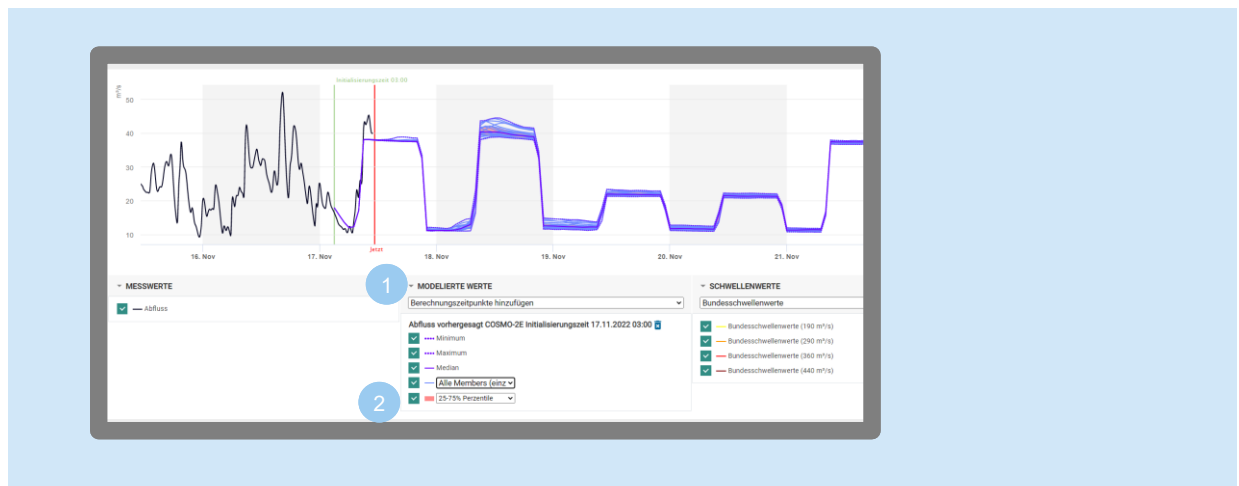 Initialisierungszeit 03:00
m³/s
50
40
30
20
10
jetzt
16. Nov 17. Nov 18. Nov 19. Nov 20. Nov 21. Nov
1
MESSWERTE
Abfluss
MODELIERTE WERTE
Berechnungszeitpunkte hinzufügen
Abfluss vorhergesagt COSMO-2E Initialisierungszeit 17.11.2022 03:00
Minimum
Maximum
Median
Alle Members (einz
2
25-75% Perzentile
SCHWELLENWERTE
Bundesschwellenwerte
Bundesschwellenwerte (190 m³/s)
Bundesschwellenwerte (290 m³/s)
Bundesschwellenwerte (360 m³/s)
Bundesschwellenwerte (440 m³/s)